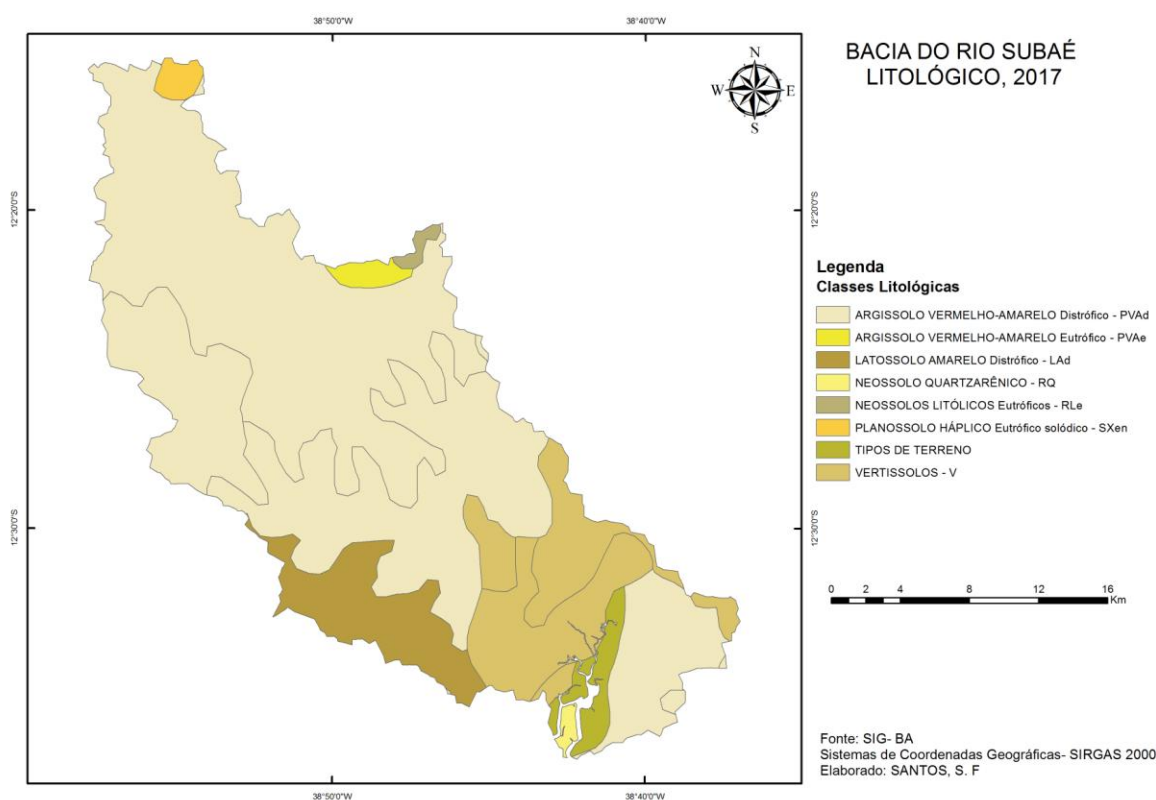 38°50'0"W
38°40'0"W
BACIA DO RIO SUBAÉ
LITOLÓGICO, 2017
N
W
E
S
12°20'0"S
12°20'0"S
Legenda
Classes Litológicas
ARGISSOLO VERMELHO-AMARELO Distrófico - PVAd
ARGISSOLO VERMELHO-AMARELO Eutrófico - PVAe
LATOSSOLO AMARELO Distrófico - LAd
NEOSSOLO QUARTZARÊNICO - RQ
NEOSSOLOS LITÓLICOS Eutróficos - RLe
PLANOSSOLO HÁPLICO Eutrófico solódico - SXen
TIPOS DE TERRENO
VERTISSOLOS - V
12°30'0"S
12°30'0"S
0 2 4 8 12 16
Km
Fonte: SIG- BA
Sistemas de Coordenadas Geográficas- SIRGAS 2000
Elaborado: SANTOS, S. F
38°50'0"W
38°40'0"W